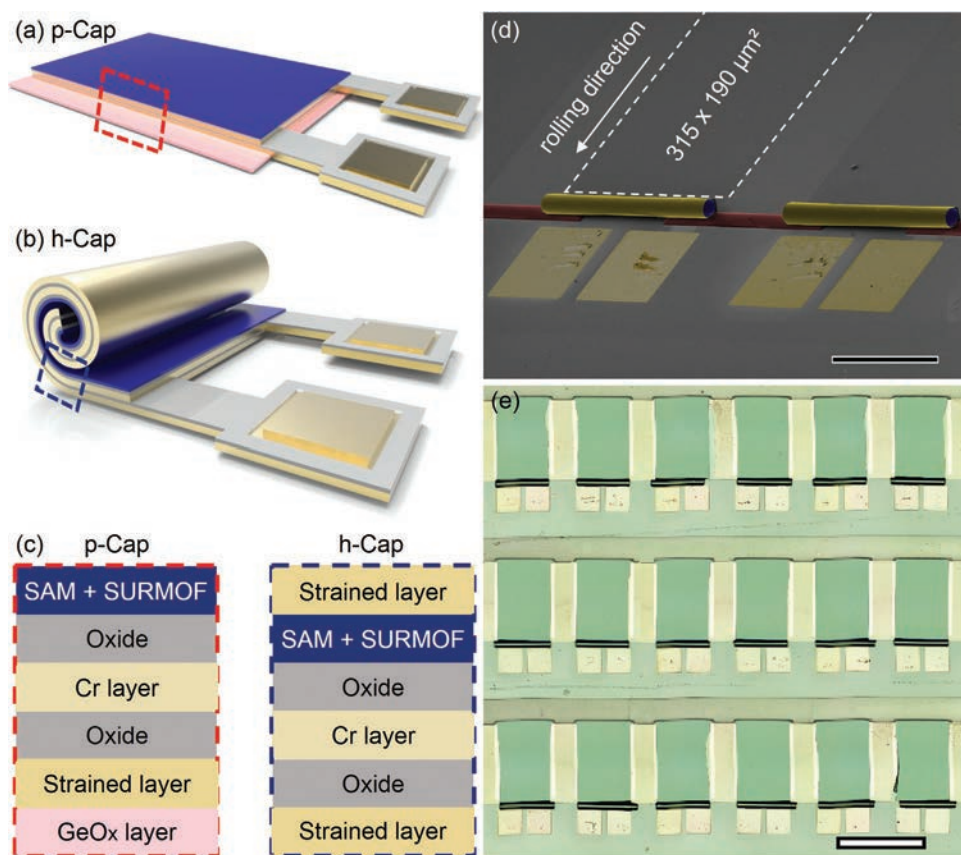 (a) p-Cap
(b) h-Cap
(c)
p-Cap
SAM + SURMOF
Oxide
Cr layer
Oxide
Strained layer
GeOx layer
h-Cap
Strained layer
SAM + SURMOF
Oxide
Cr layer
Oxide
Strained layer
(d)
rolling direction
315 x 190 µm²
(e)